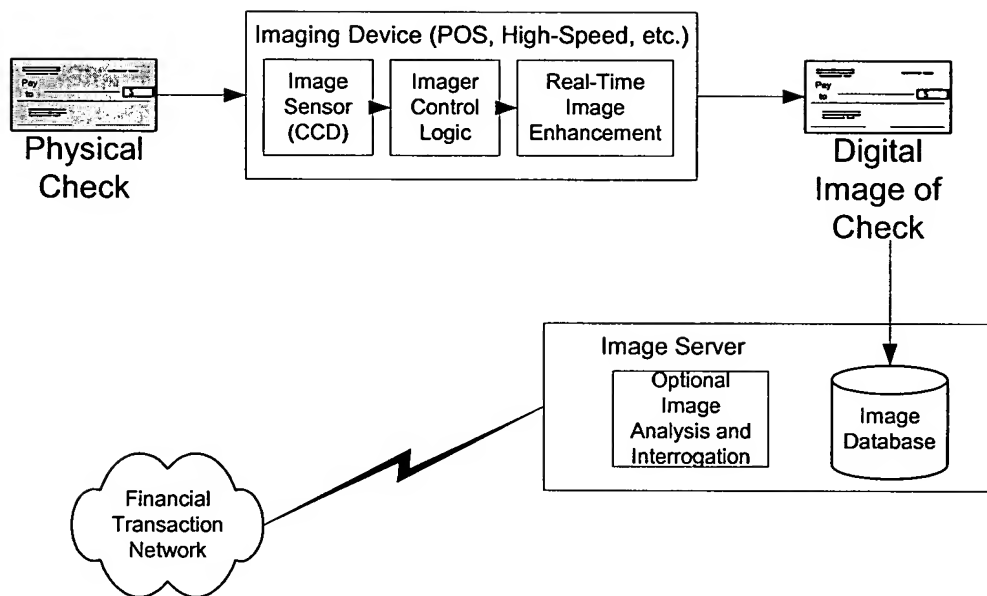 Imaging Device (POS, High-Speed, etc.)
Image
Sensor
(CCD)
Imager
Control
Logic
Real-Time
Image
Enhancement
Pay
to
$
Physical
Check
Pay
to
$
Digital
Image of
Check
Image Server
Optional
Image
Analysis and
Interrogation
Image
Database
Financial
Transaction
Network